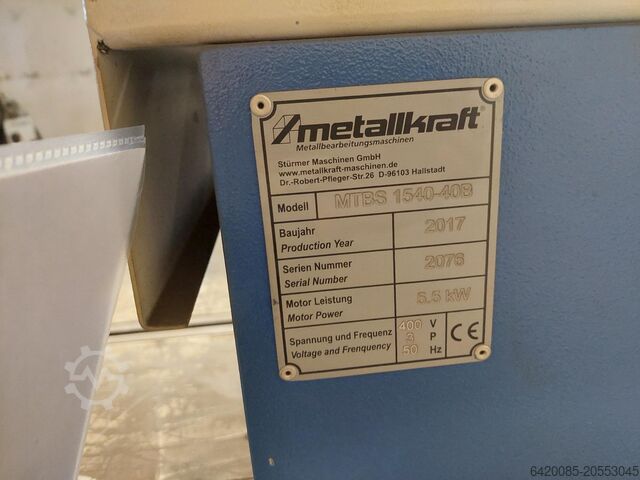 metallkraft®
Metallbearbeitungsmaschinen
Stürmer Maschinen GmbH
www.metallkraft-maschinen.de
Dr.-Robert-Pfleger-Str.26 D-96103 Hallstadt
Modell MTBS 1540-40B
Baujahr
Production Year 2017
Serien Nummer
Serial Number 2076
Motor Leistung
Motor Power 5.5 kW
Spannung und Frequenz
Voltage and Frenquency
400 V
3 P
50 Hz
CE
6420085-20553045